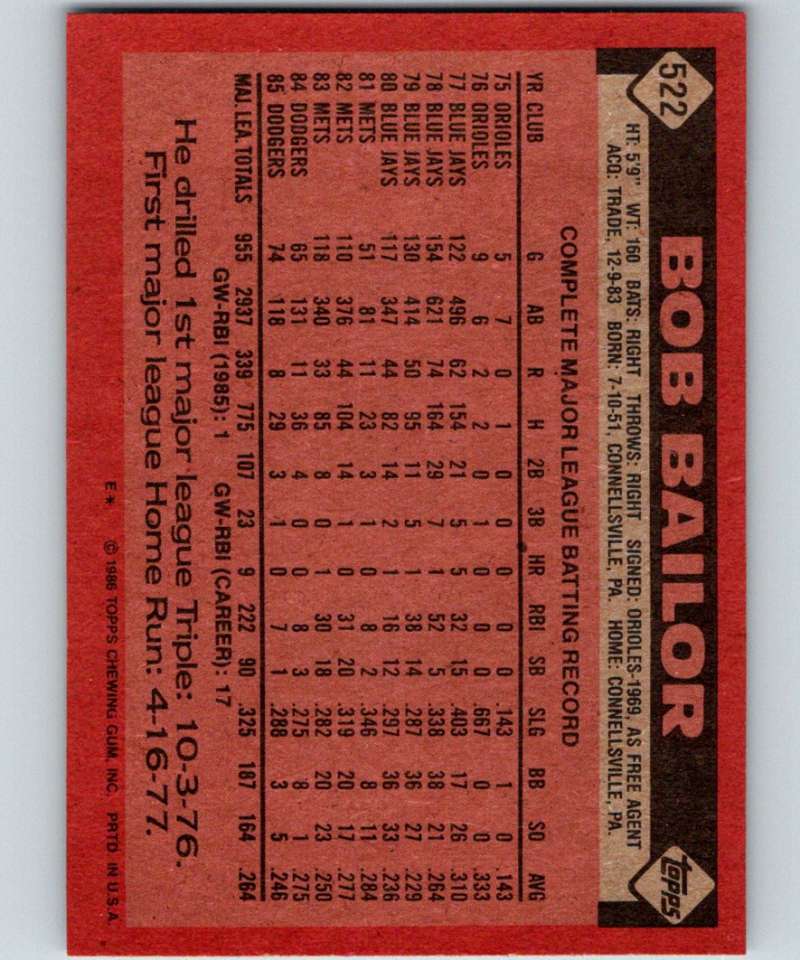 522
BOB BAILOR
TOPPS
HT: 5'9" WT: 160 BATS: RIGHT THROWS: RIGHT SIGNED: ORIOLES-1969, AS FREE AGENT
ACQ: TRADE, 12-9-83 BORN: 7-10-51, CONNELLSVILLE, PA. HOME: CONNELLSVILLE, PA.
COMPLETE MAJOR LEAGUE BATTING RECORD
YR CLUB G AB R H 2B 3B HR RBI SB SLG BB SO AVG
75 ORIOLES 5 7 0 1 0 0 0 0 0 .143 1 0 .143
76 ORIOLES 9 6 2 2 0 1 0 0 0 .667 0 0 .333
77 BLUE JAYS 122 496 62 154 21 5 5 32 15 .403 17 26 .310
78 BLUE JAYS 154 621 74 164 29 7 1 52 5 .338 38 21 .264
79 BLUE JAYS 130 414 50 95 11 5 1 38 14 .287 36 27 .229
80 BLUE JAYS 117 347 44 82 14 2 1 16 12 .297 36 33 .236
81 METS 51 81 11 23 3 1 0 8 2 .346 8 11 .284
82 METS 110 376 44 104 14 1 0 31 20 .319 20 17 .277
83 METS 118 340 33 85 8 0 1 30 18 .282 20 23 .250
84 DODGERS 65 131 11 36 4 0 0 8 3 .275 8 1 .275
85 DODGERS 74 118 8 29 3 1 0 7 1 .288 3 5 .246
MAJ. LEA. TOTALS 955 2937 339 775 107 23 9 222 90 .325 187 164 .264
GW-RBI (1985): 1 GW-RBI (CAREER): 17
He drilled 1st major league Triple: 10-3-76.
First major league Home Run: 4-16-77.
E* © 1986 TOPPS CHEWING GUM, INC. PRTD. IN U.S.A.